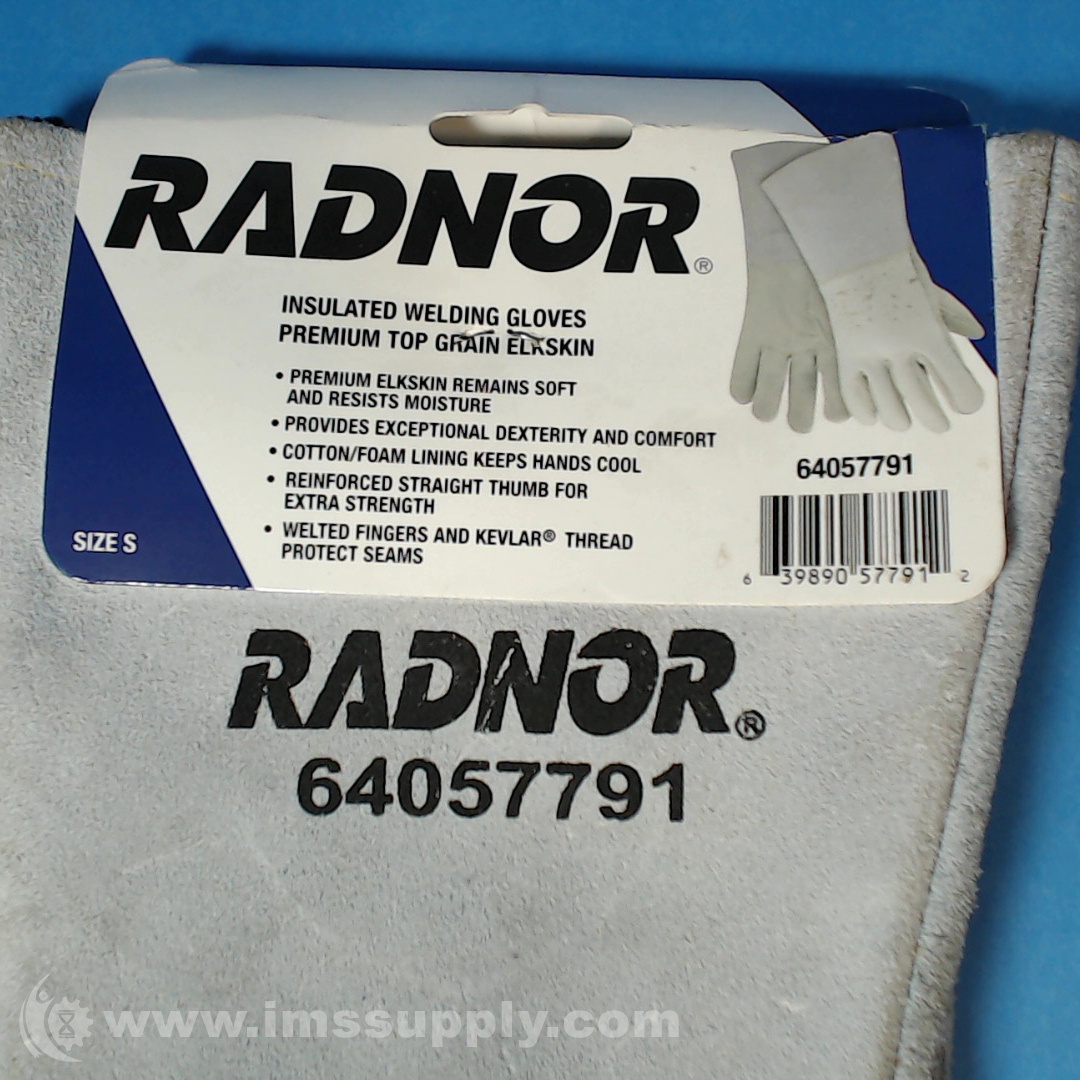 RADNOR®
INSULATED WELDING GLOVES
PREMIUM TOP GRAIN ELKSKIN
• PREMIUM ELKSKIN REMAINS SOFT
AND RESISTS MOISTURE
• PROVIDES EXCEPTIONAL DEXTERITY AND COMFORT
• COTTON/FOAM LINING KEEPS HANDS COOL
• REINFORCED STRAIGHT THUMB FOR
EXTRA STRENGTH
• WELTED FINGERS AND KEVLAR® THREAD
PROTECT SEAMS
SIZE S
64057791
6 39890 57791 2
RADNOR®
64057791
www.imssupply.com